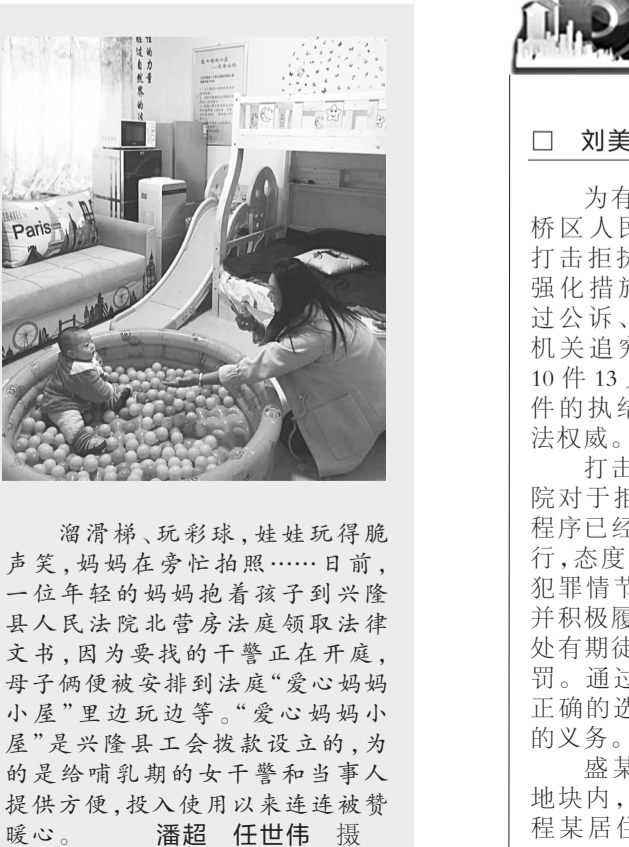 Paris
溜滑梯、玩彩球，娃娃玩得脆
声笑，妈妈在旁忙拍照……日前，
一位年轻的妈妈抱着孩子到兴隆
县人民法院北营房法庭领取法律
文书，因为要找的干警正在开庭，
母子俩便被安排到法庭“爱心妈妈
小屋”里边玩边等。“爱心妈妈小
屋”是兴隆县工会拨款设立的，为
的是给哺乳期的女干警和当事人
提供方便，投入使用以来连连被赞
暖心。 潘超 任世伟 摄
□ 刘美
为有
桥区人民
打击拒执
强化措施
过公诉、
机关追究
10件13
件的执结
法权威。
打击
院对于拒
程序已经
行，态度
犯罪情节
并积极履
处有期徒
罚。通过
正确的选
的义务。
盛某
地块内，
程某居住